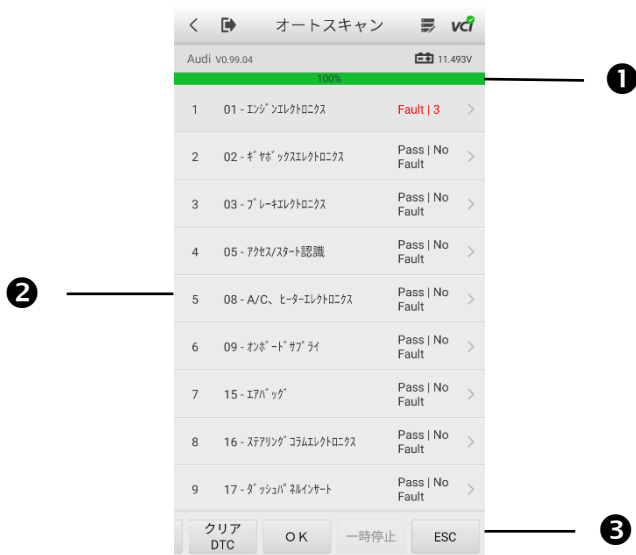 オートスキャン VCI
Audi V0.99.04 11.493V
100%
❶
1 01 - ｴﾝｼﾞﾝｴﾚｸﾄﾛﾆｸｽ Fault | 3
2 02 - ｷﾞﾔﾎﾞｯｸｽｴﾚｸﾄﾛﾆｸｽ Pass | No
Fault
3 03 - ﾌﾞﾚｰｷｴﾚｸﾄﾛﾆｸｽ Pass | No
Fault
4 05 - ｱｸｾｽ/ｽﾀｰﾄ認識 Pass | No
Fault
❷
5 08 - A/C、ﾋｰﾀｰｴﾚｸﾄﾛﾆｸｽ Pass | No
Fault
6 09 - ｵﾝﾎﾞｰﾄﾞｻﾌﾟﾗｲ Pass | No
Fault
7 15 - ｴｱﾊﾞｯｸﾞ Pass | No
Fault
8 16 - ｽﾃｱﾘﾝｸﾞｺﾗﾑｴﾚｸﾄﾛﾆｸｽ Pass | No
Fault
9 17 - ﾀﾞｯｼｭﾊﾟﾈﾙｲﾝｻｰﾄ Pass | No
Fault
クリア
DTC
ＯＫ
一時停止
ESC
❸